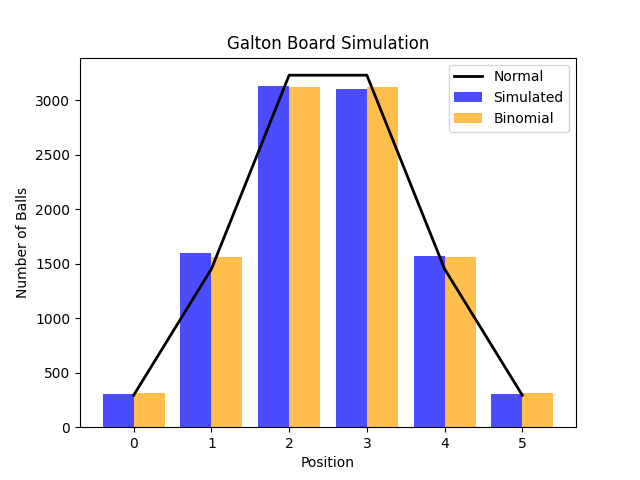 Galton Board Simulation
Normal
Simulated
Binomial
3000
2500
2000
1500
1000
500
0
Number of Balls
0 1 2 3 4 5
Position